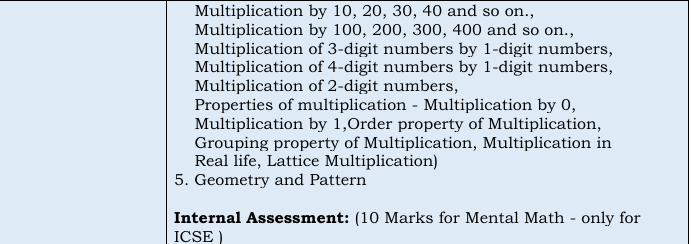 Multiplication by 10, 20, 30, 40 and so on.,
Multiplication by 100, 200, 300, 400 and so on.,
Multiplication of 3-digit numbers by 1-digit numbers,
Multiplication of 4-digit numbers by 1-digit numbers,
Multiplication of 2-digit numbers,
Properties of multiplication - Multiplication by 0,
Multiplication by 1,Order property of Multiplication,
Grouping property of Multiplication, Multiplication in
Real life, Lattice Multiplication)
5. Geometry and Pattern
Internal Assessment: (10 Marks for Mental Math - only for
ICSE )